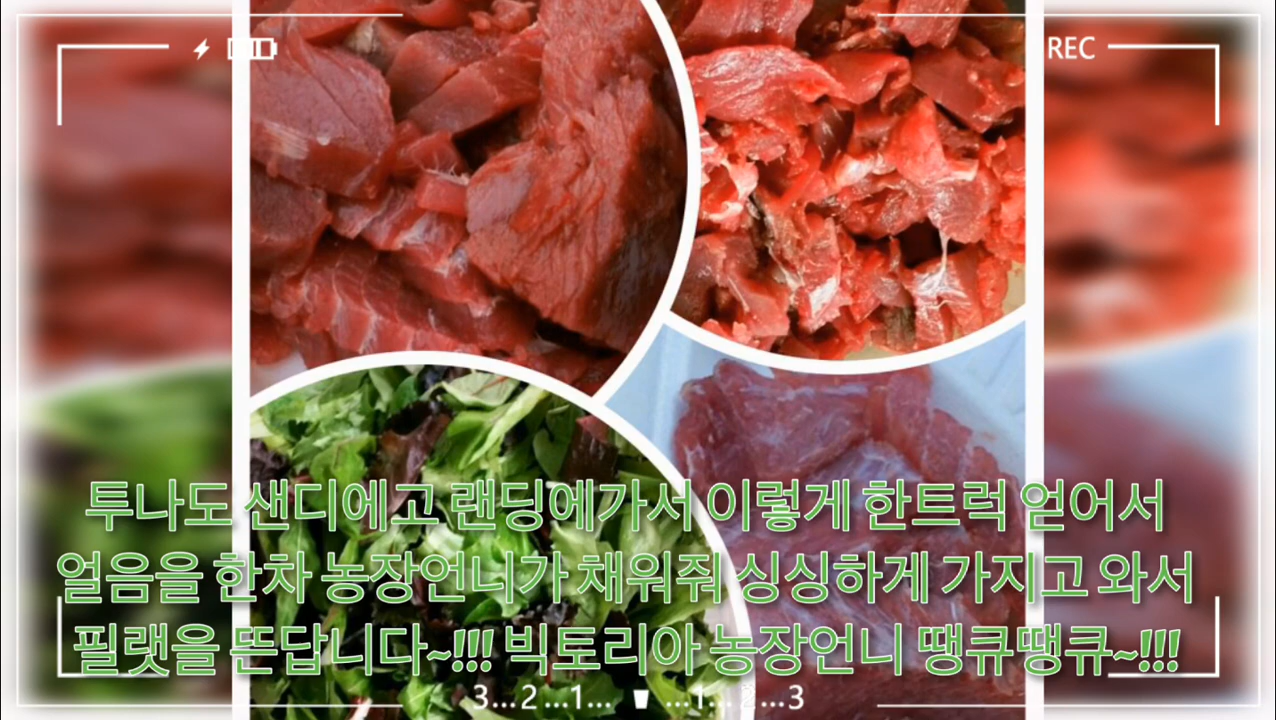 REC
투나도 샌디에고 랜딩에가서 이렇게 한트럭 얻어서
얼음을 한차 농장언니가 채워줘 싱싱하게 가지고 와서
필랫을 뜬답니다~!!! 빅토리아 농장언니 땡큐땡큐~!!!
3...2...1... ...1...2...3